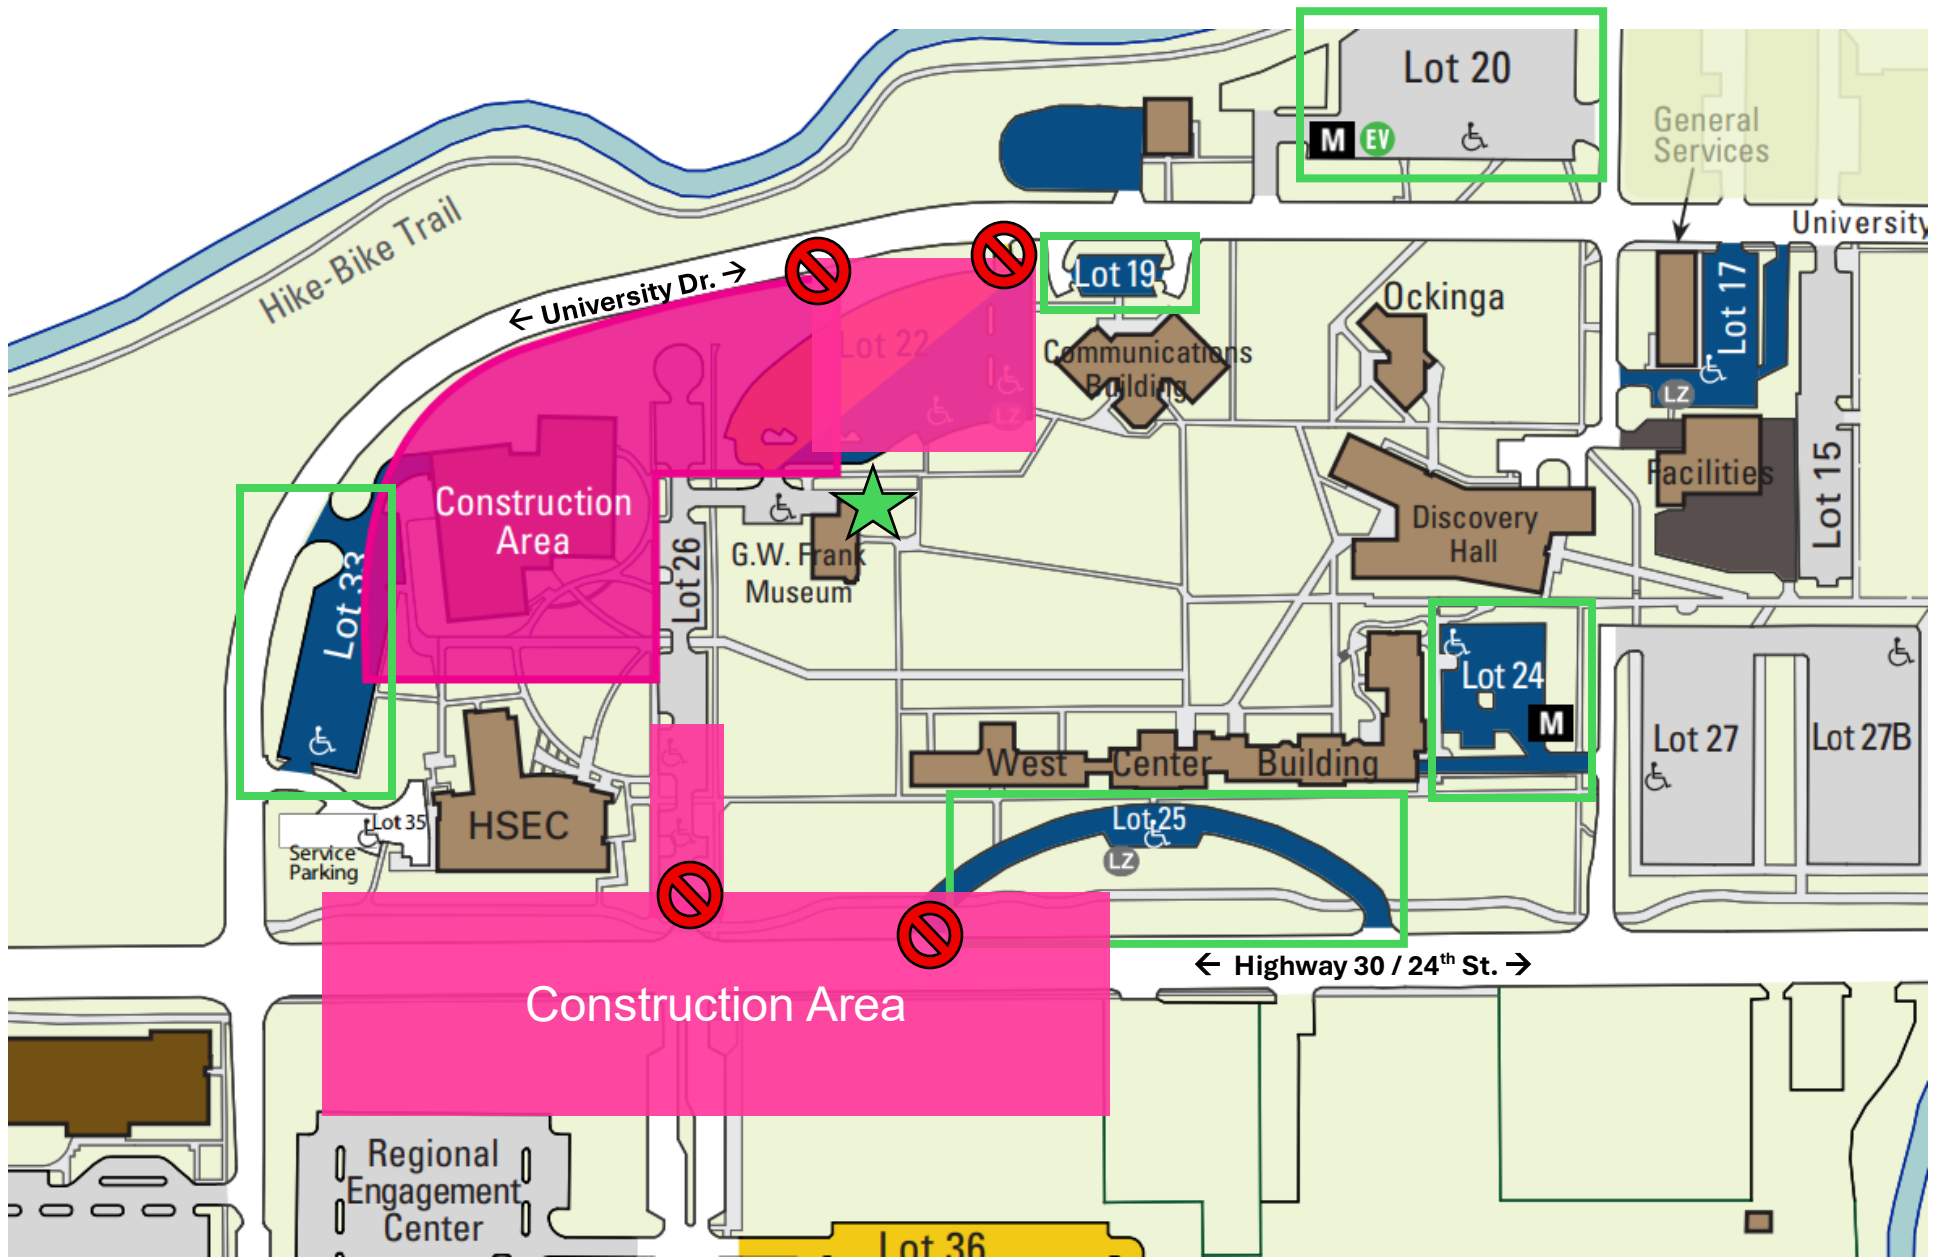 Lot 20
M
EV
General
Services
University
Hike-Bike Trail
← University Dr. →
Lot 19
Lot 17
Ockinga
Lot 22
Communications
Building
LZ
LZ
Construction
Area
Facilities
Lot 15
Discovery
Hall
G.W. Frank
Museum
Lot 26
Lot 33
Lot 24
M
Lot 27
Lot 27B
West Center Building
Lot 25
LZ
HSEC
Lot 35
Service
Parking
← Highway 30 / 24th St. →
Construction Area
Regional
Engagement
Center
Lot 36